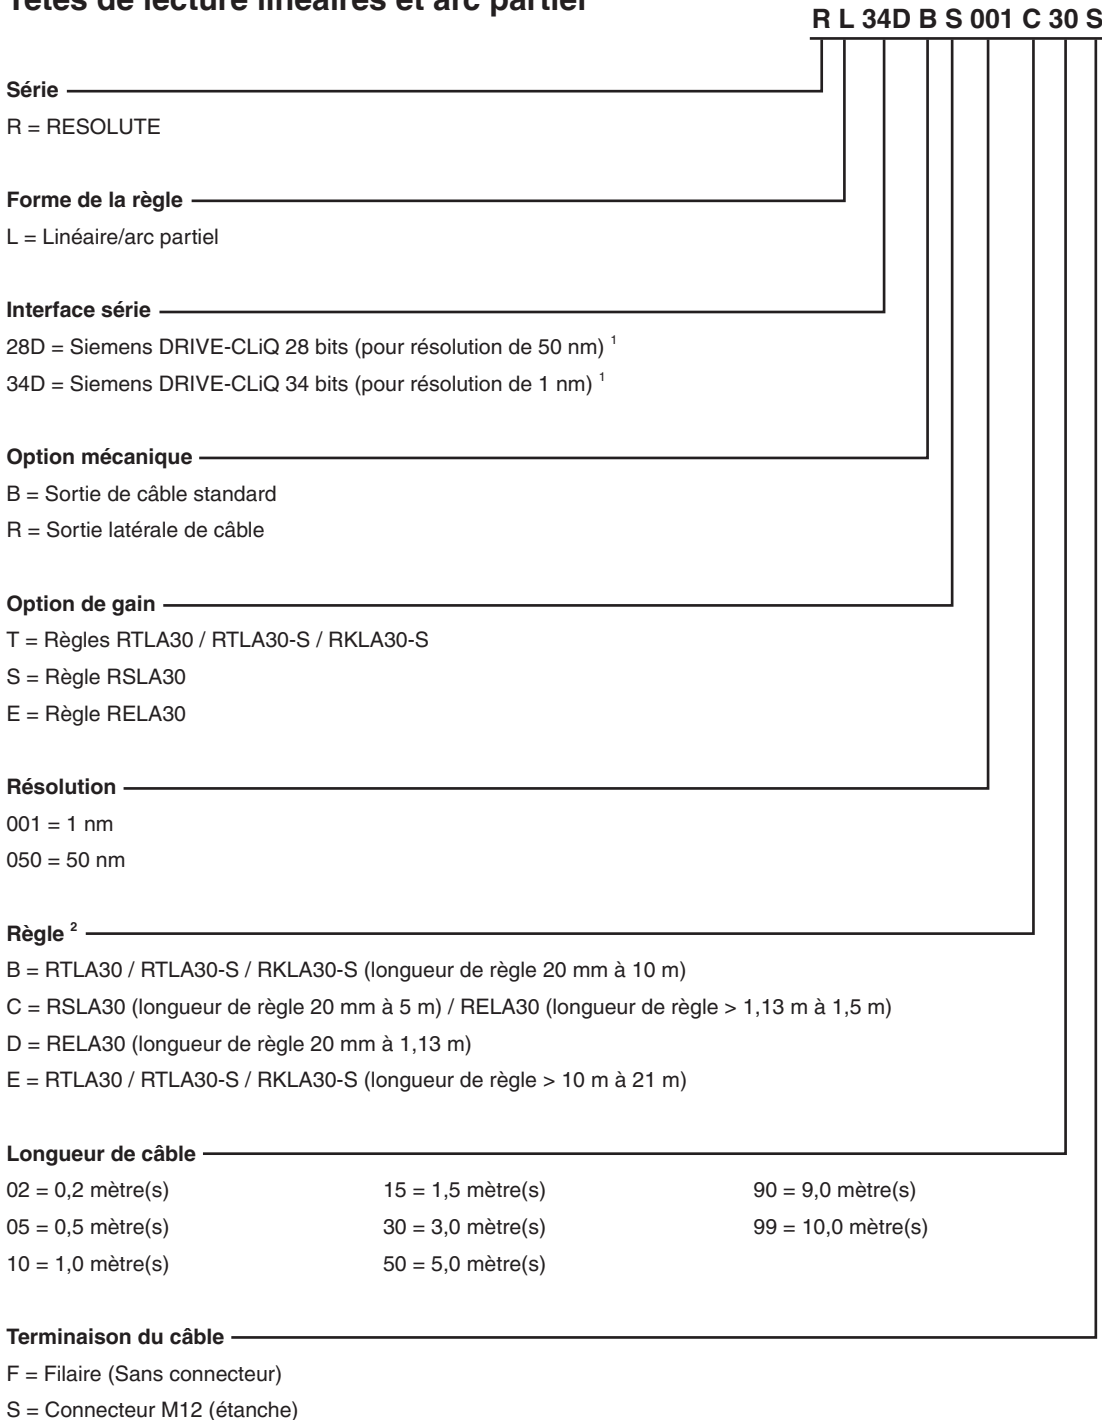 Têtes de lecture linéaires et arc partiel
R L 34D B S 001 C 30 S
Série
R = RESOLUTE
Forme de la règle
L = Linéaire/arc partiel
Interface série
28D = Siemens DRIVE-CLiQ 28 bits (pour résolution de 50 nm) 1
34D = Siemens DRIVE-CLiQ 34 bits (pour résolution de 1 nm) 1
Option mécanique
B = Sortie de câble standard
R = Sortie latérale de câble
Option de gain
T = Règles RTLA30 / RTLA30-S / RKLA30-S
S = Règle RSLA30
E = Règle RELA30
Résolution
001 = 1 nm
050 = 50 nm
Règle 2
B = RTLA30 / RTLA30-S / RKLA30-S (longueur de règle 20 mm à 10 m)
C = RSLA30 (longueur de règle 20 mm à 5 m) / RELA30 (longueur de règle > 1,13 m à 1,5 m)
D = RELA30 (longueur de règle 20 mm à 1,13 m)
E = RTLA30 / RTLA30-S / RKLA30-S (longueur de règle > 10 m à 21 m)
Longueur de câble
02 = 0,2 mètre(s) 15 = 1,5 mètre(s) 90 = 9,0 mètre(s)
05 = 0,5 mètre(s) 30 = 3,0 mètre(s) 99 = 10,0 mètre(s)
10 = 1,0 mètre(s) 50 = 5,0 mètre(s)
Terminaison du câble
F = Filaire (Sans connecteur)
S = Connecteur M12 (étanche)